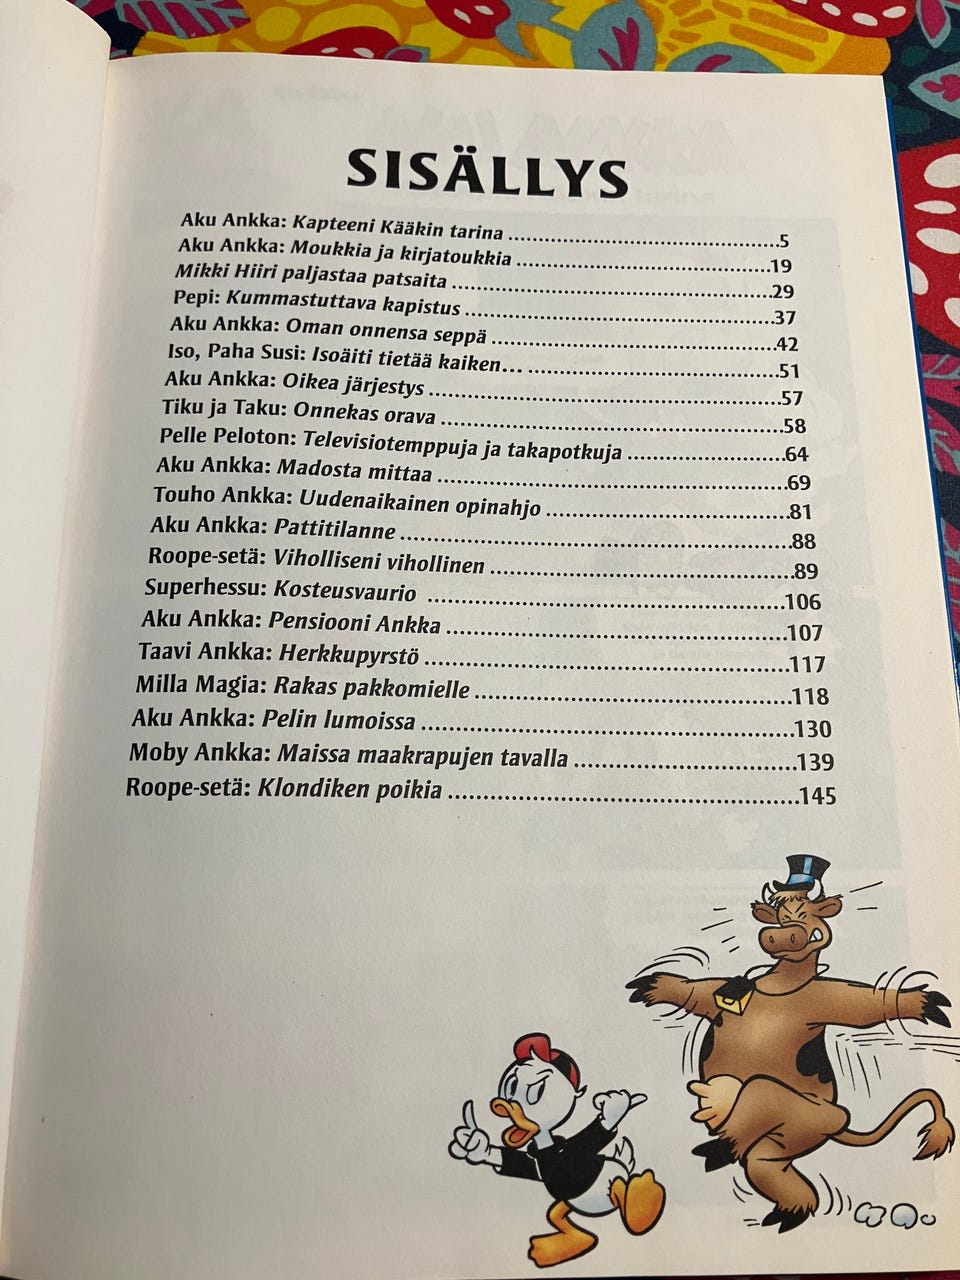 SISÄLLYS
Aku Ankka: Kapteeni Kääkin tarina ........................................5
Aku Ankka: Moukkia ja kirjatoukkia ........................................19
Mikki Hiiri paljastaa patsaita ........................................29
Pepi: Kummastuttava kapistus ........................................37
Aku Ankka: Oman onnensa seppä ........................................42
Iso, Paha Susi: Isoäiti tietää kaiken... ........................................51
Aku Ankka: Oikea järjestys ........................................57
Tiku ja Taku: Onnekas orava ........................................58
Pelle Peloton: Televisiotemppuja ja takapotkuja ........................................64
Aku Ankka: Madosta mittaa ........................................69
Touho Ankka: Uudenaikainen opinahjo ........................................81
Aku Ankka: Pattitilanne ........................................88
Roope-setä: Viholliseni vihollinen ........................................89
Superhessu: Kosteusvaurio ........................................106
Aku Ankka: Pensiooni Ankka ........................................107
Taavi Ankka: Herkkupyrstö ........................................117
Milla Magia: Rakas pakkomielle ........................................118
Aku Ankka: Pelin lumoissa ........................................130
Moby Ankka: Maissa maakrapujen tavalla ........................................139
Roope-setä: Klondiken poikia ........................................145